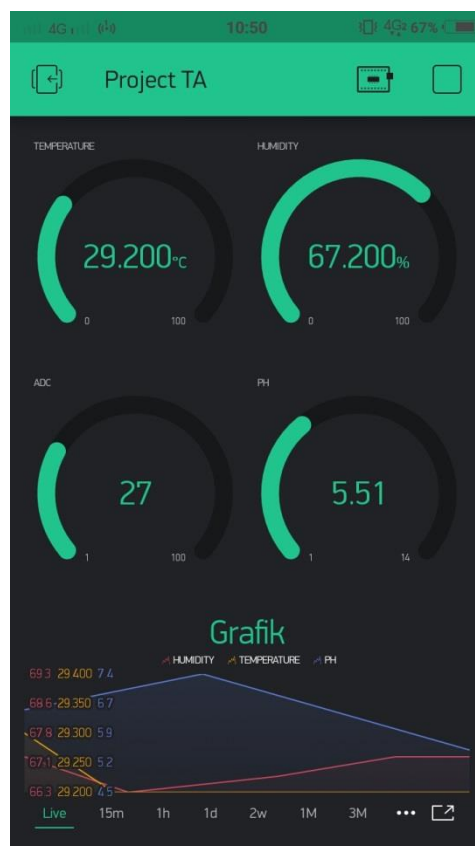 4G 10:50 4G 67%
Project TA
TEMPERATURE HUMIDITY
29.200°C 67.200%
0 100 0 100
ADC PH
27 5.51
1 100 1 14
Grafik
HUMIDITY TEMPERATURE PH
69.3 29.400 7.4
68.6 29.350 6.7
67.8 29.300 5.9
67.1 29.250 5.2
66.3 29.200 4.5
Live 15m 1h 1d 2w 1M 3M